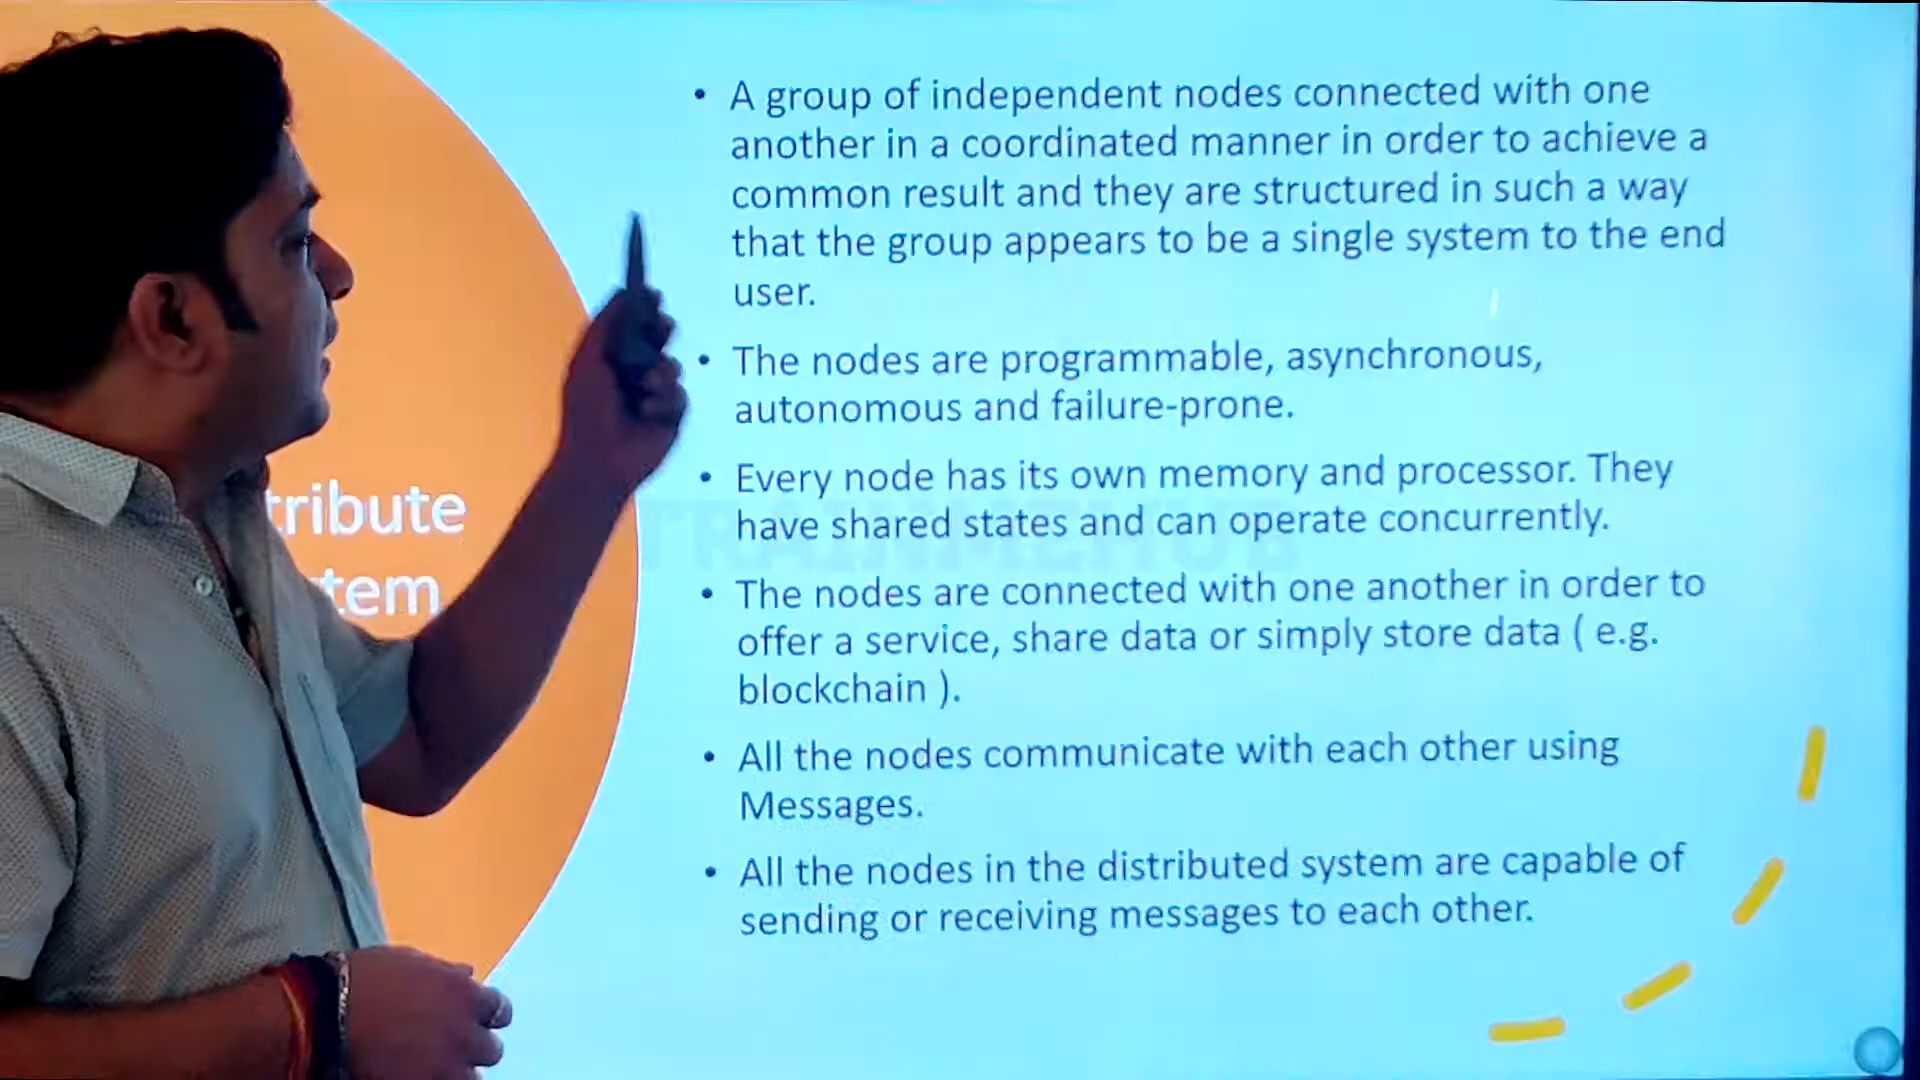 tribute
tem
• A group of independent nodes connected with one
another in a coordinated manner in order to achieve a
common result and they are structured in such a way
that the group appears to be a single system to the end
user.
• The nodes are programmable, asynchronous,
autonomous and failure-prone.
• Every node has its own memory and processor. They
have shared states and can operate concurrently.
• The nodes are connected with one another in order to
offer a service, share data or simply store data ( e.g.
blockchain ).
• All the nodes communicate with each other using
Messages.
• All the nodes in the distributed system are capable of
sending or receiving messages to each other.
TRAINMEHUB